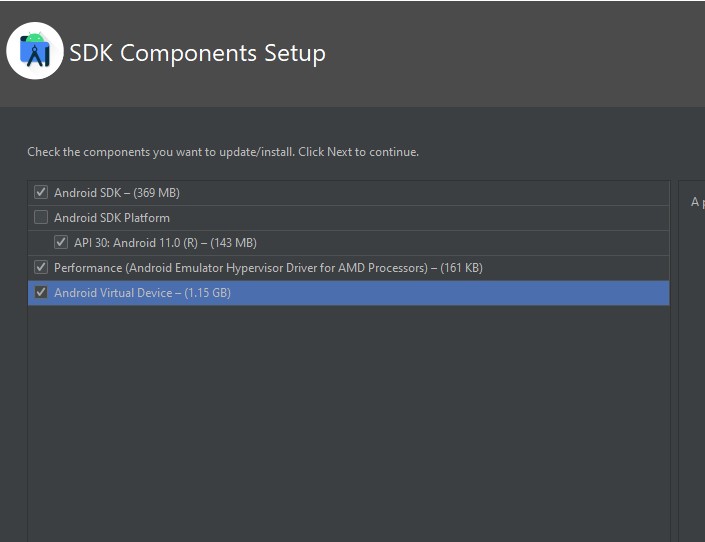 SDK Components Setup
Check the components you want to update/install. Click Next to continue.
Android SDK – (369 MB)
A
Android SDK Platform
API 30: Android 11.0 (R) – (143 MB)
Performance (Android Emulator Hypervisor Driver for AMD Processors) – (161 KB)
Android Virtual Device – (1.15 GB)